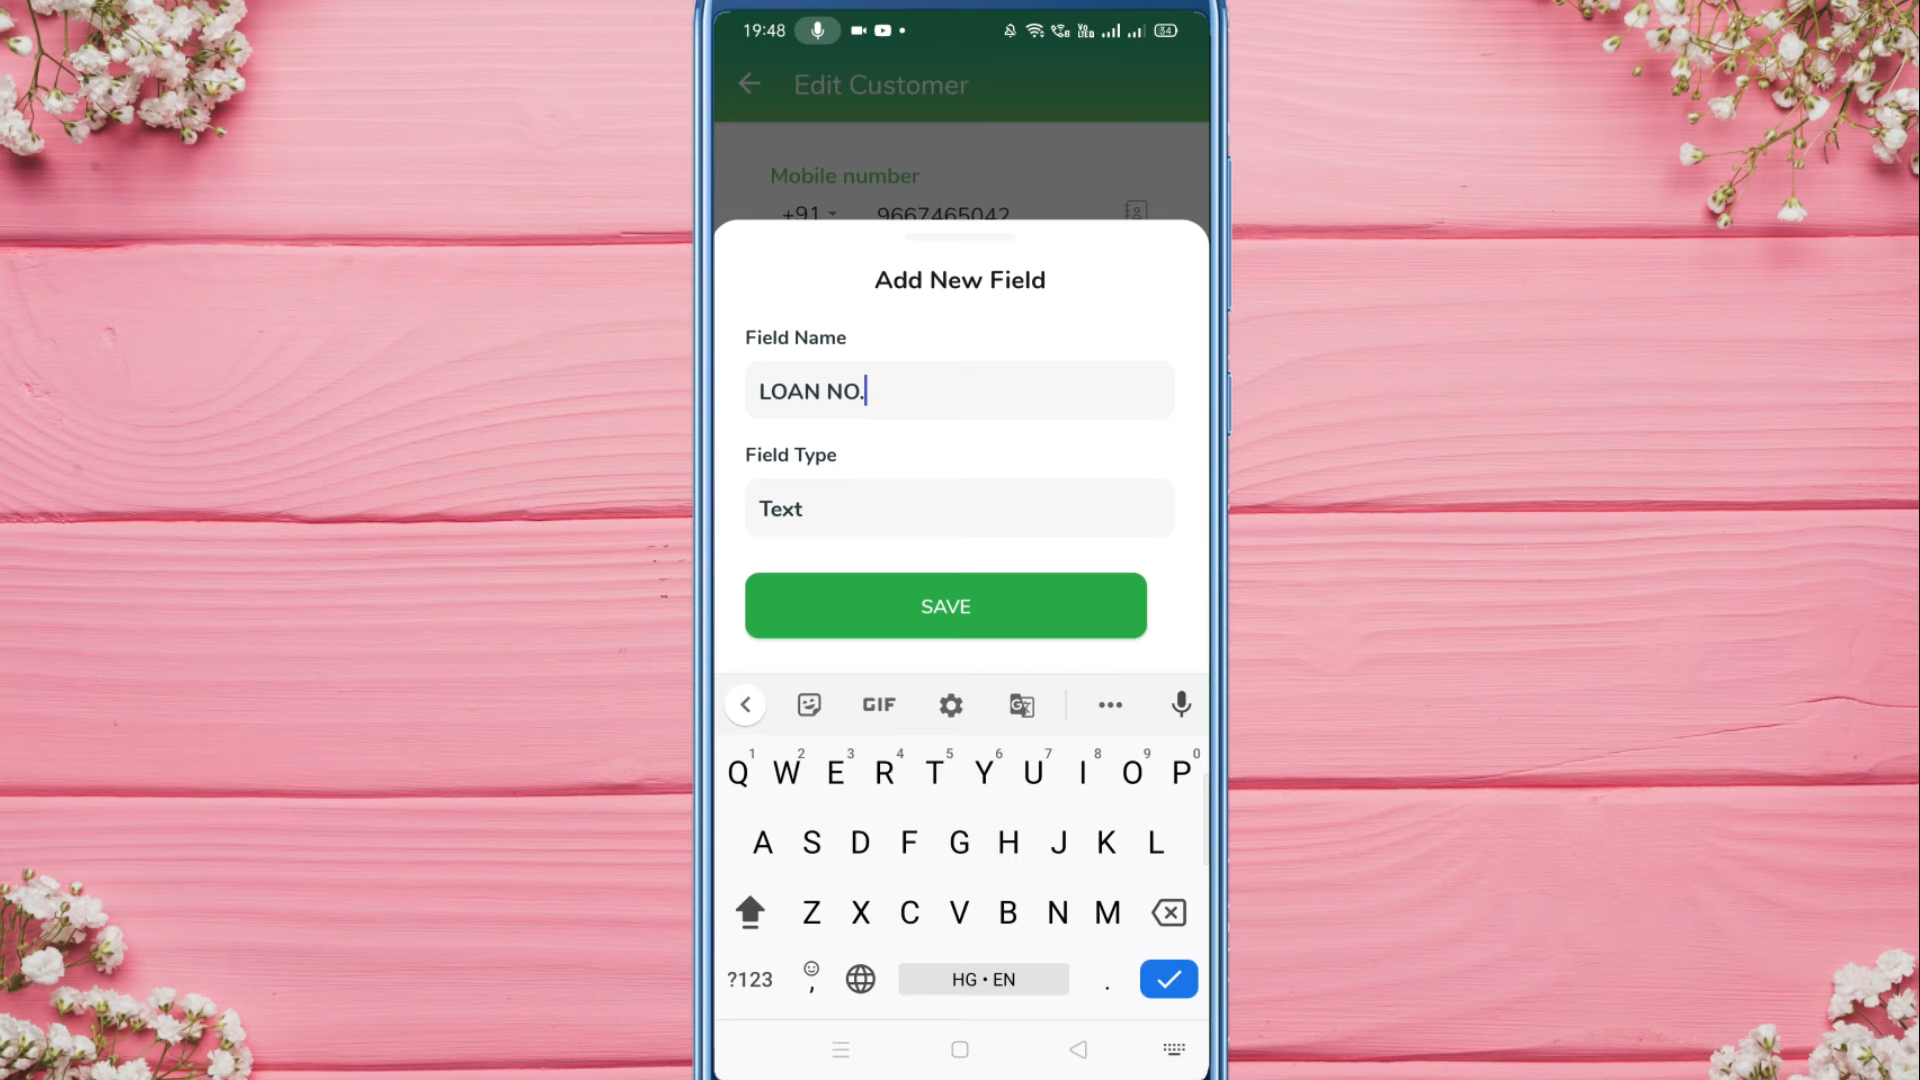 19:48
34
Edit Customer
Mobile number
+91 9667465042
Add New Field
Field Name
LOAN NO.
Field Type
Text
SAVE
GIF
1 2 3 4 5 6 7 8 9 0
Q W E R T Y U I O P
A S D F G H J K L
Z X C V B N M
?123 , HG • EN .